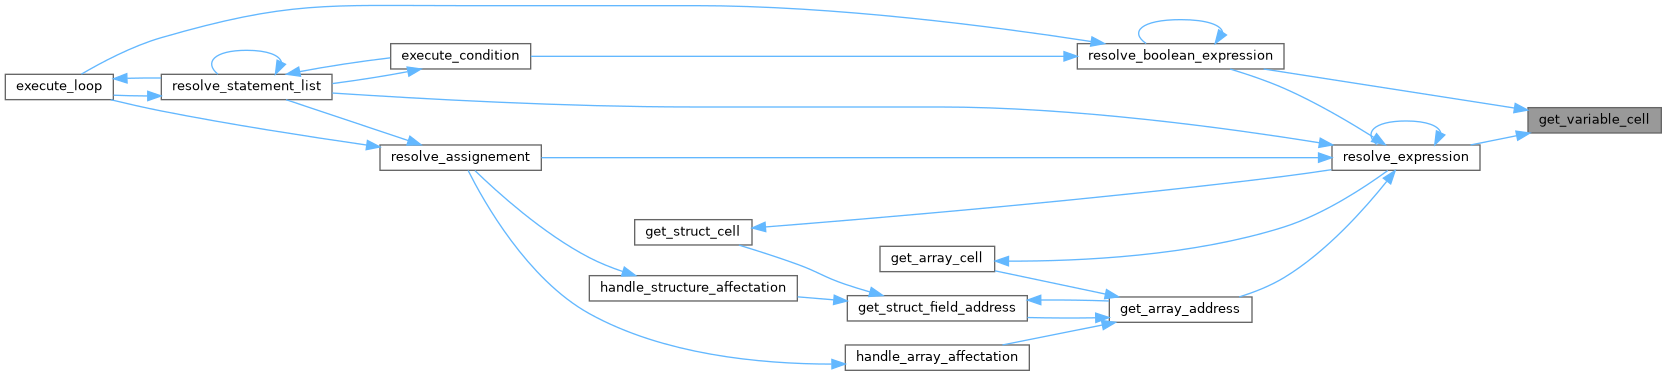 execute_condition
resolve_boolean_expression
execute_loop
resolve_statement_list
get_variable_cell
resolve_assignement
resolve_expression
get_struct_cell
get_array_cell
handle_structure_affectation
get_struct_field_address
get_array_address
handle_array_affectation